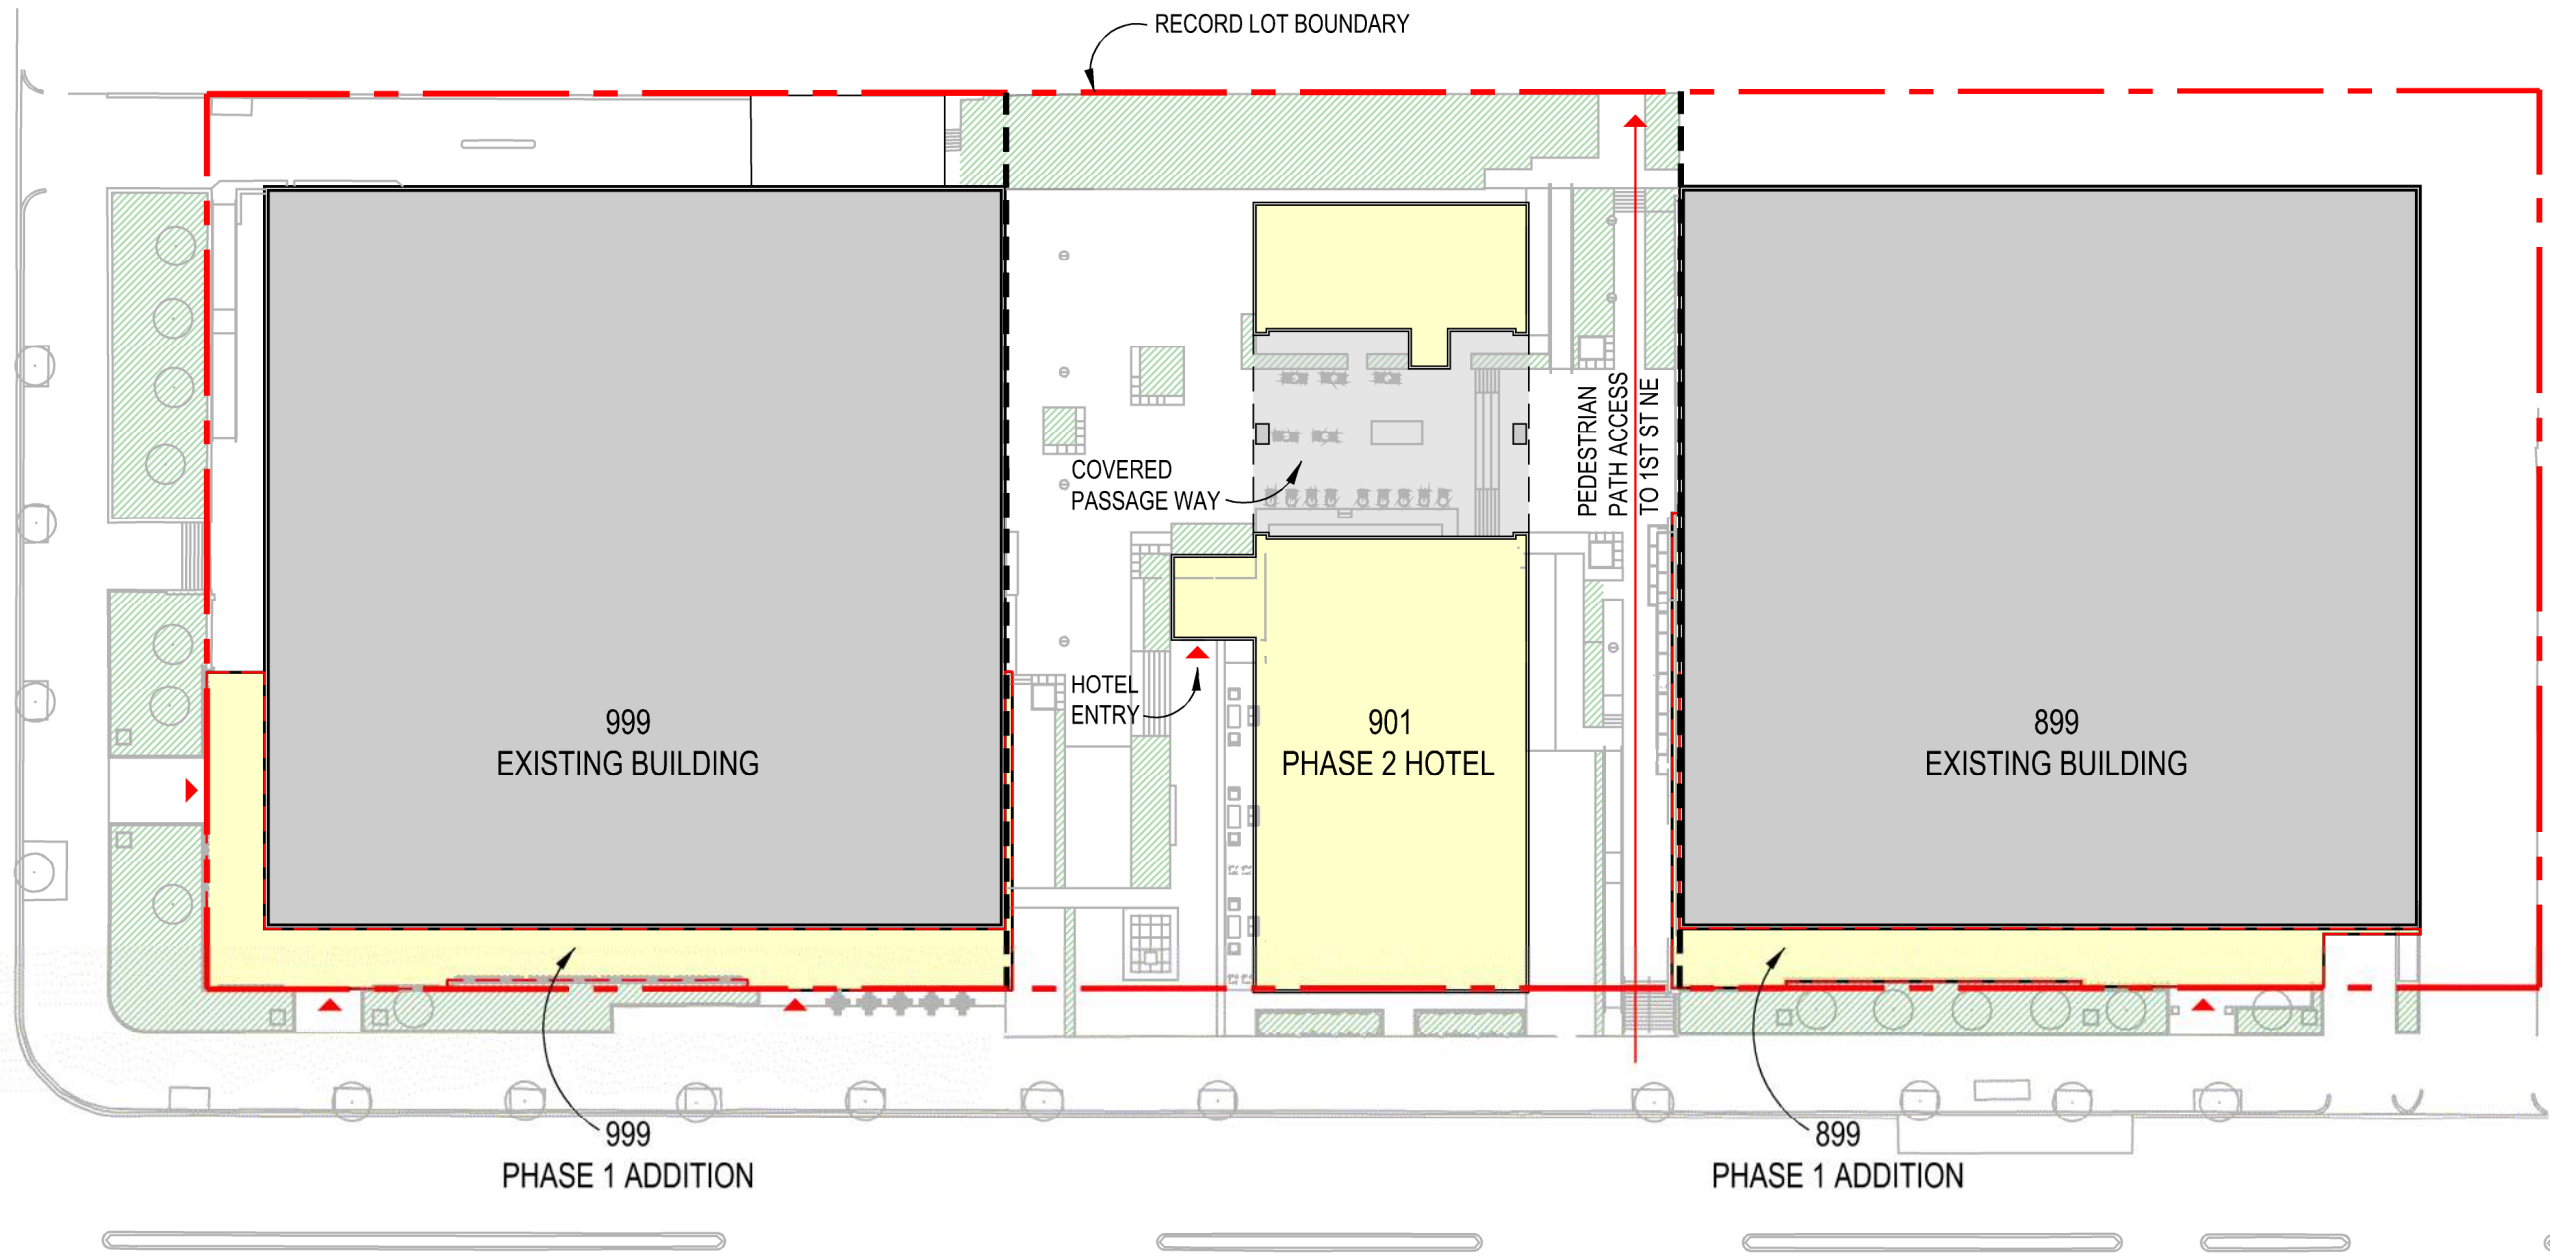 RECORD LOT BOUNDARY
COVERED
PASSAGE WAY
PEDESTRIAN
PATH ACCESS
TO 1ST ST NE
HOTEL
ENTRY
999
EXISTING BUILDING
901
PHASE 2 HOTEL
899
EXISTING BUILDING
999
PHASE 1 ADDITION
899
PHASE 1 ADDITION